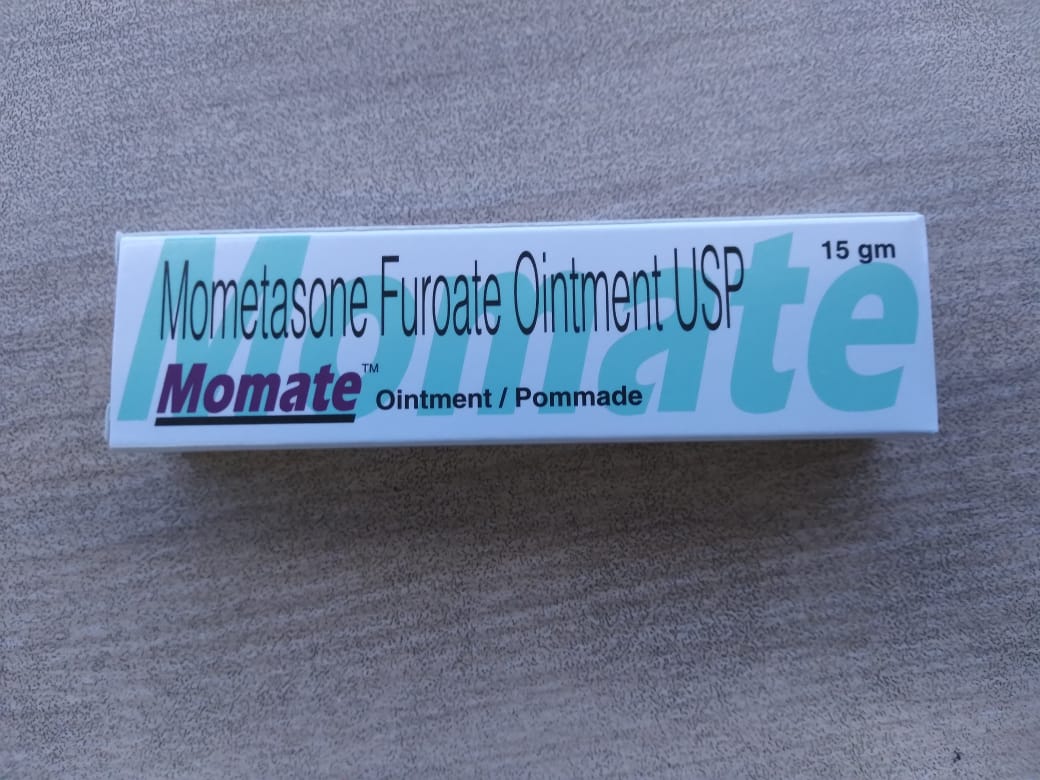 Momate
15 gm
Mometasone Furoate Ointment USP
Momate™ Ointment / Pommade